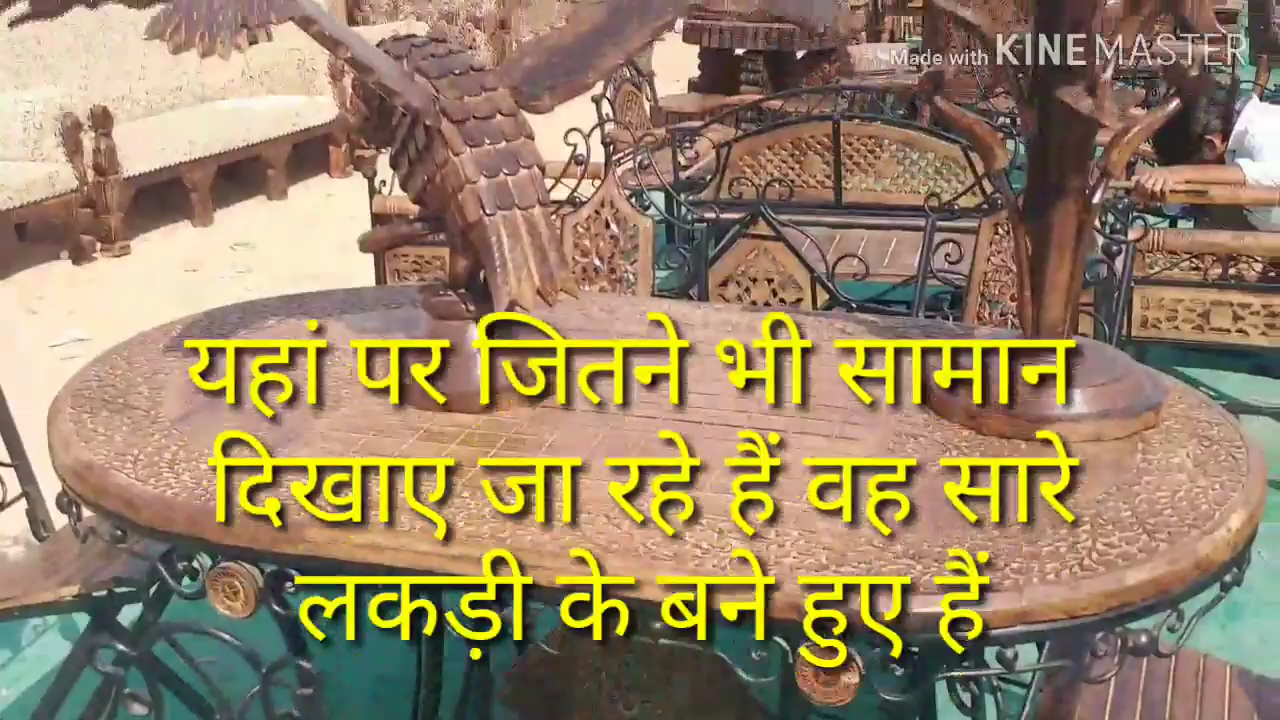 Made with KINEMASTER
यहां पर जितने भी सामान
दिखाए जा रहे हैं वह सारे
लकड़ी के बने हुए हैं